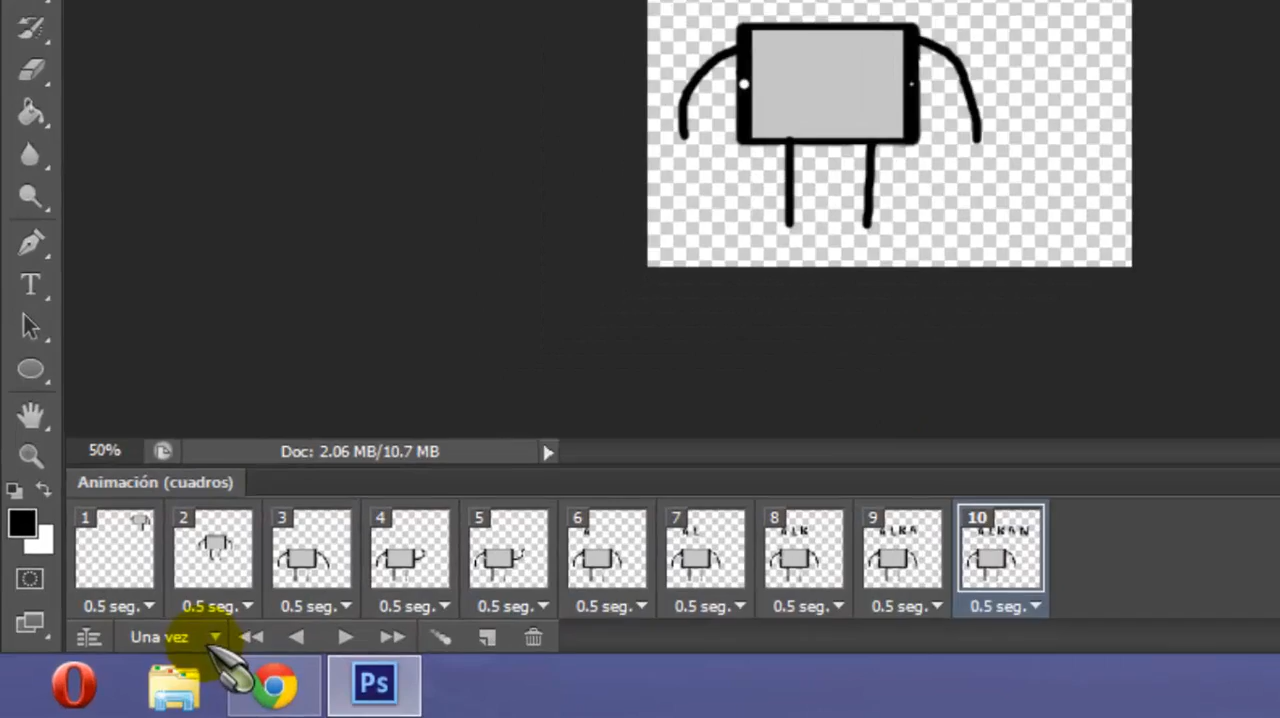 T
50%
Doc: 2.06 MB/10.7 MB
Animación (cuadros)
1 2 3 4 5 6 7 8 9 10
A L
A L K
A L K A
A L K A N
0.5 seg. 0.5 seg. 0.5 seg. 0.5 seg. 0.5 seg. 0.5 seg. 0.5 seg. 0.5 seg. 0.5 seg. 0.5 seg.
Una vez
Ps